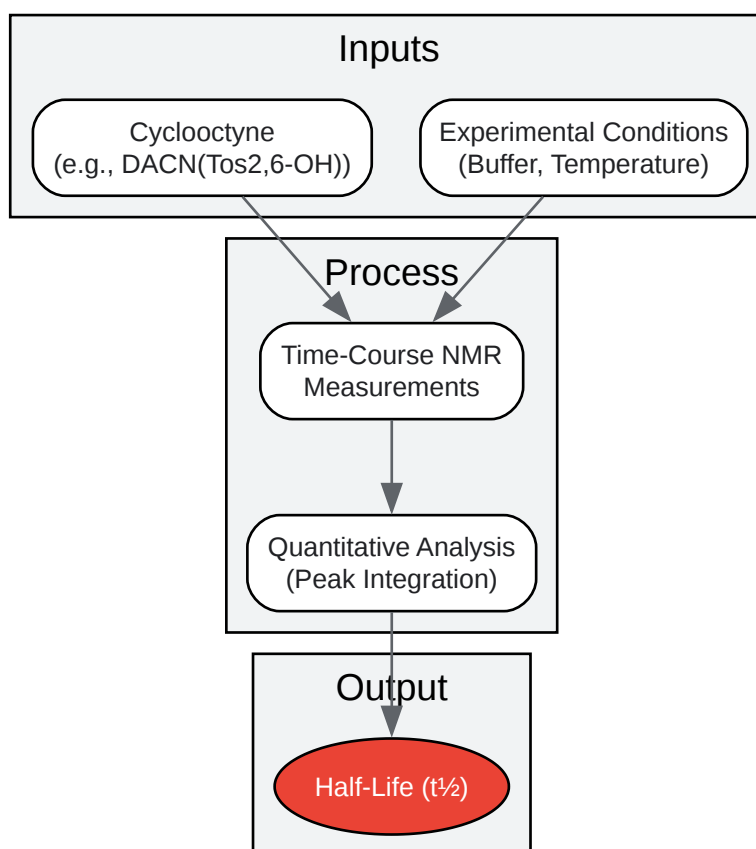 Inputs
Cyclooctyne
(e.g., DACN(Tos2,6-OH))
Experimental Conditions
(Buffer, Temperature)
Process
Time-Course NMR
Measurements
Quantitative Analysis
(Peak Integration)
Output
Half-Life (t½)